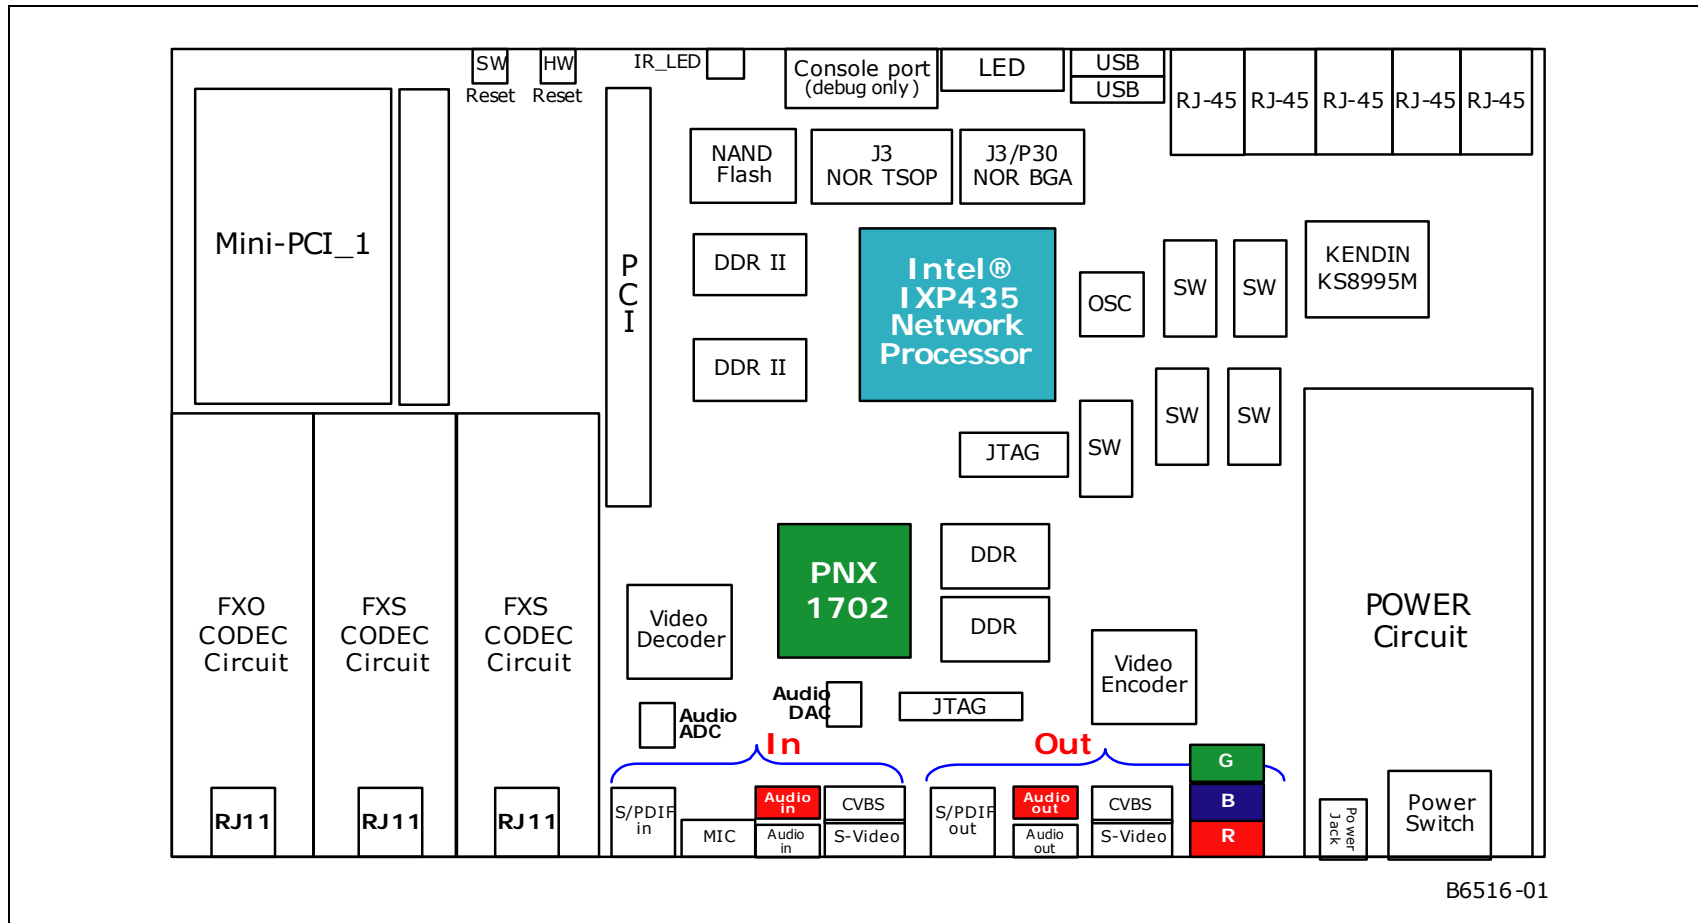 SW
Reset
HW
Reset
IR_LED
Console port
(debug only)
LED
USB
USB
RJ-45
RJ-45
RJ-45
RJ-45
RJ-45
Mini-PCI_1
P
C
I
NAND
Flash
J3
NOR TSOP
J3/P30
NOR BGA
DDR II
DDR II
Intel®
IXP435
Network
Processor
OSC
SW
SW
KENDIN
KS8995M
SW
SW
SW
JTAG
FXO
CODEC
Circuit
FXS
CODEC
Circuit
FXS
CODEC
Circuit
PNX
1702
DDR
DDR
Video
Decoder
Video
Encoder
POWER
Circuit
Audio
ADC
Audio
DAC
JTAG
In
Out
RJ11
RJ11
RJ11
S/PDIF
in
MIC
Audio
in
Audio
in
CVBS
S-Video
S/PDIF
out
Audio
out
Audio
out
CVBS
S-Video
G
B
R
Power
Jack
Power
Switch
B6516-01